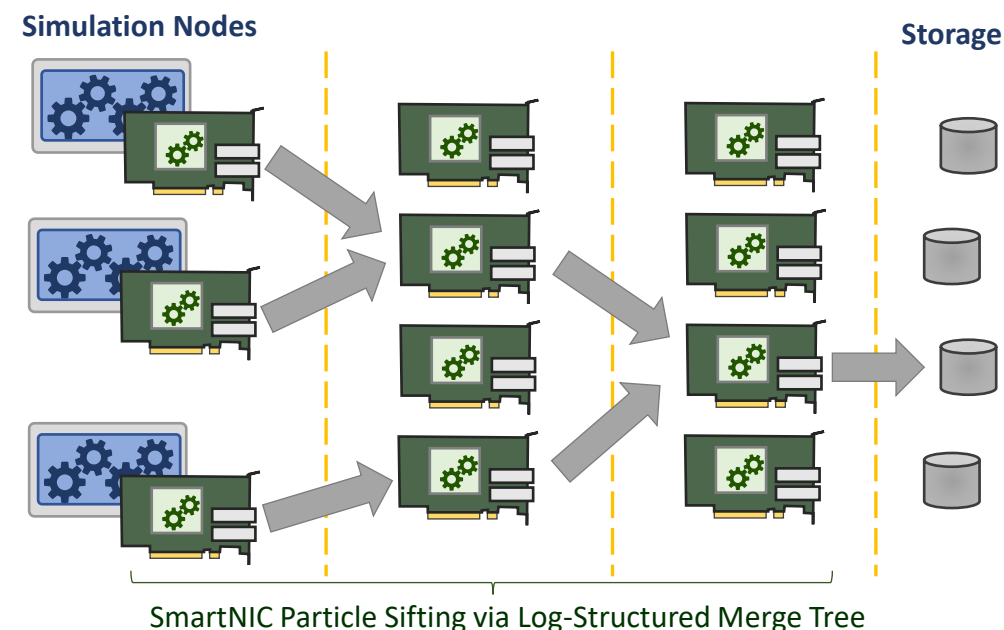 Simulation Nodes
Storage
SmartNIC Particle Sifting via Log-Structured Merge Tree